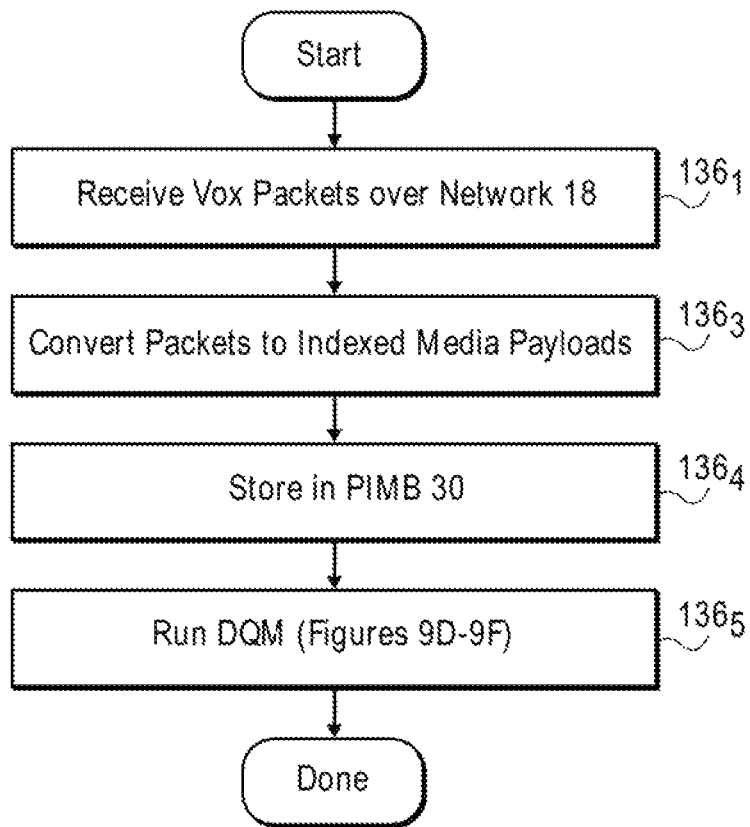 Start
Receive Vox Packets over Network 18
136₁
Convert Packets to Indexed Media Payloads
136₃
Store in PIMB 30
136₄
Run DQM (Figures 9D-9F)
136₅
Done